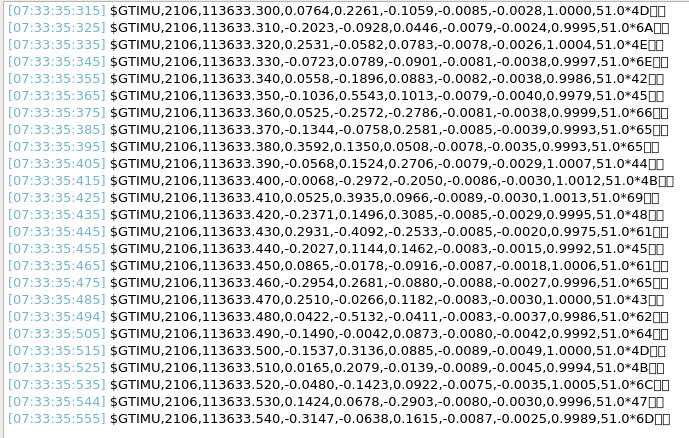 [07:33:35:315] $GTIMU,2106,113633.300,0.0764,0.2261,-0.1059,-0.0085,-0.0028,1.0000,51.0*4D□□
[07:33:35:325] $GTIMU,2106,113633.310,-0.2023,-0.0928,0.0446,-0.0079,-0.0024,0.9995,51.0*6A□□
[07:33:35:335] $GTIMU,2106,113633.320,0.2531,-0.0582,0.0783,-0.0078,-0.0026,1.0004,51.0*4E□□
[07:33:35:345] $GTIMU,2106,113633.330,-0.0723,0.0789,-0.0901,-0.0081,-0.0038,0.9997,51.0*6E□□
[07:33:35:355] $GTIMU,2106,113633.340,0.0558,-0.1896,0.0883,-0.0082,-0.0038,0.9986,51.0*42□□
[07:33:35:365] $GTIMU,2106,113633.350,-0.1036,0.5543,0.1013,-0.0079,-0.0040,0.9979,51.0*45□□
[07:33:35:375] $GTIMU,2106,113633.360,0.0525,-0.2572,-0.2786,-0.0081,-0.0038,0.9999,51.0*66□□
[07:33:35:385] $GTIMU,2106,113633.370,-0.1344,-0.0758,0.2581,-0.0085,-0.0039,0.9993,51.0*65□□
[07:33:35:395] $GTIMU,2106,113633.380,0.3592,0.1350,0.0508,-0.0078,-0.0035,0.9993,51.0*65□□
[07:33:35:405] $GTIMU,2106,113633.390,-0.0568,0.1524,0.2706,-0.0079,-0.0029,1.0007,51.0*44□□
[07:33:35:415] $GTIMU,2106,113633.400,-0.0068,-0.2972,-0.2050,-0.0086,-0.0030,1.0012,51.0*4B□□
[07:33:35:425] $GTIMU,2106,113633.410,0.0525,0.3935,0.0966,-0.0089,-0.0030,1.0013,51.0*69□□
[07:33:35:435] $GTIMU,2106,113633.420,-0.2371,0.1496,0.3085,-0.0085,-0.0029,0.9995,51.0*48□□
[07:33:35:445] $GTIMU,2106,113633.430,0.2931,-0.4092,-0.2533,-0.0085,-0.0020,0.9975,51.0*61□□
[07:33:35:455] $GTIMU,2106,113633.440,-0.2027,0.1144,0.1462,-0.0083,-0.0015,0.9992,51.0*45□□
[07:33:35:465] $GTIMU,2106,113633.450,0.0865,-0.0178,-0.0916,-0.0087,-0.0018,1.0006,51.0*61□□
[07:33:35:475] $GTIMU,2106,113633.460,-0.2954,0.2681,-0.0880,-0.0088,-0.0027,0.9996,51.0*65□□
[07:33:35:485] $GTIMU,2106,113633.470,0.2510,-0.0266,0.1182,-0.0083,-0.0030,1.0000,51.0*43□□
[07:33:35:494] $GTIMU,2106,113633.480,0.0422,-0.5132,-0.0411,-0.0083,-0.0037,0.9986,51.0*62□□
[07:33:35:505] $GTIMU,2106,113633.490,-0.1490,-0.0042,0.0873,-0.0080,-0.0042,0.9992,51.0*64□□
[07:33:35:515] $GTIMU,2106,113633.500,-0.1537,0.3136,0.0885,-0.0089,-0.0049,1.0000,51.0*4D□□
[07:33:35:525] $GTIMU,2106,113633.510,0.0165,0.2079,-0.0139,-0.0089,-0.0045,0.9994,51.0*4B□□
[07:33:35:535] $GTIMU,2106,113633.520,-0.0480,-0.1423,0.0922,-0.0075,-0.0035,1.0005,51.0*6C□□
[07:33:35:544] $GTIMU,2106,113633.530,0.1424,0.0678,-0.2903,-0.0080,-0.0030,0.9996,51.0*47□□
[07:33:35:555] $GTIMU,2106,113633.540,-0.3147,-0.0638,0.1615,-0.0087,-0.0025,0.9989,51.0*6D□□